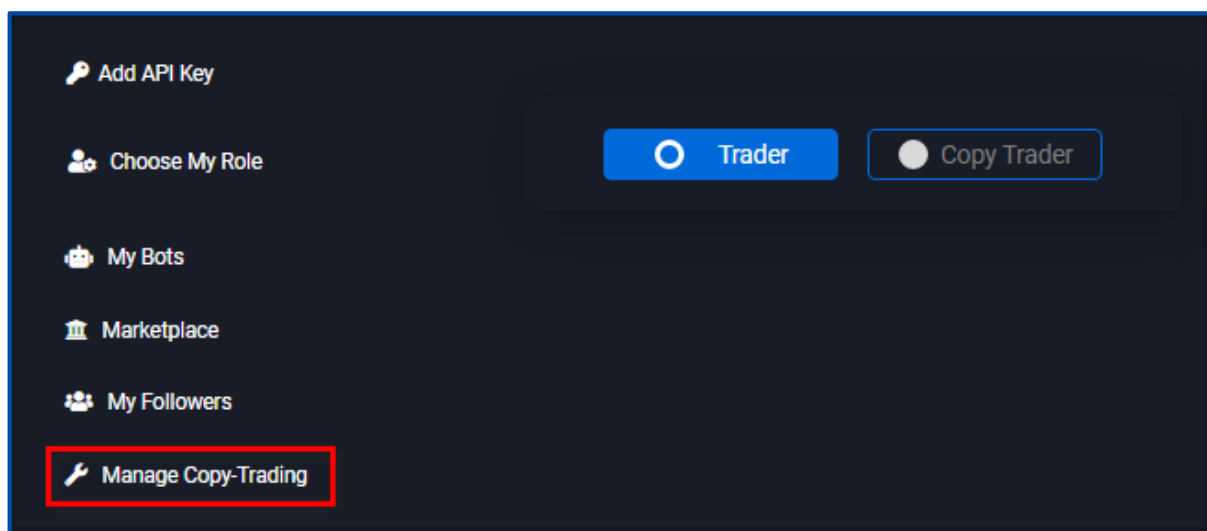 Add API Key
Choose My Role
Trader
Copy Trader
My Bots
Marketplace
My Followers
Manage Copy-Trading